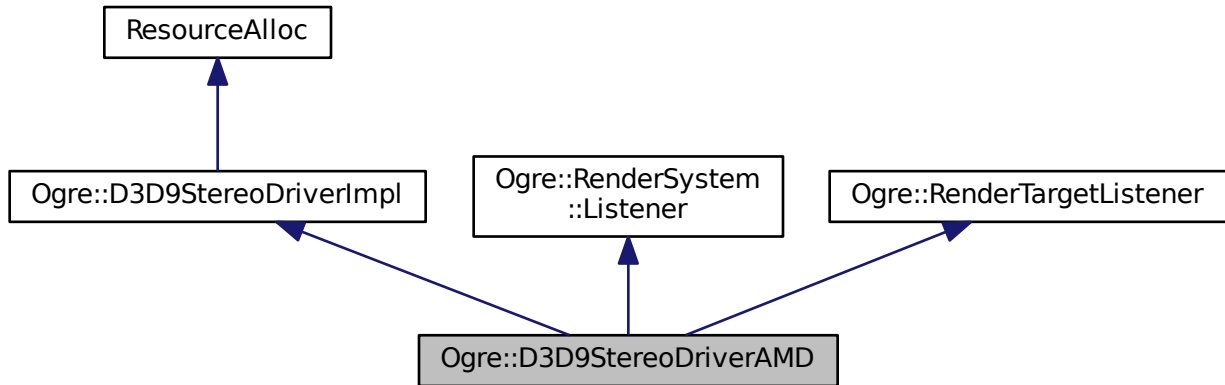 ResourceAlloc
Ogre::D3D9StereoDriverImpl
Ogre::RenderSystem
::Listener
Ogre::RenderTargetListener
Ogre::D3D9StereoDriverAMD